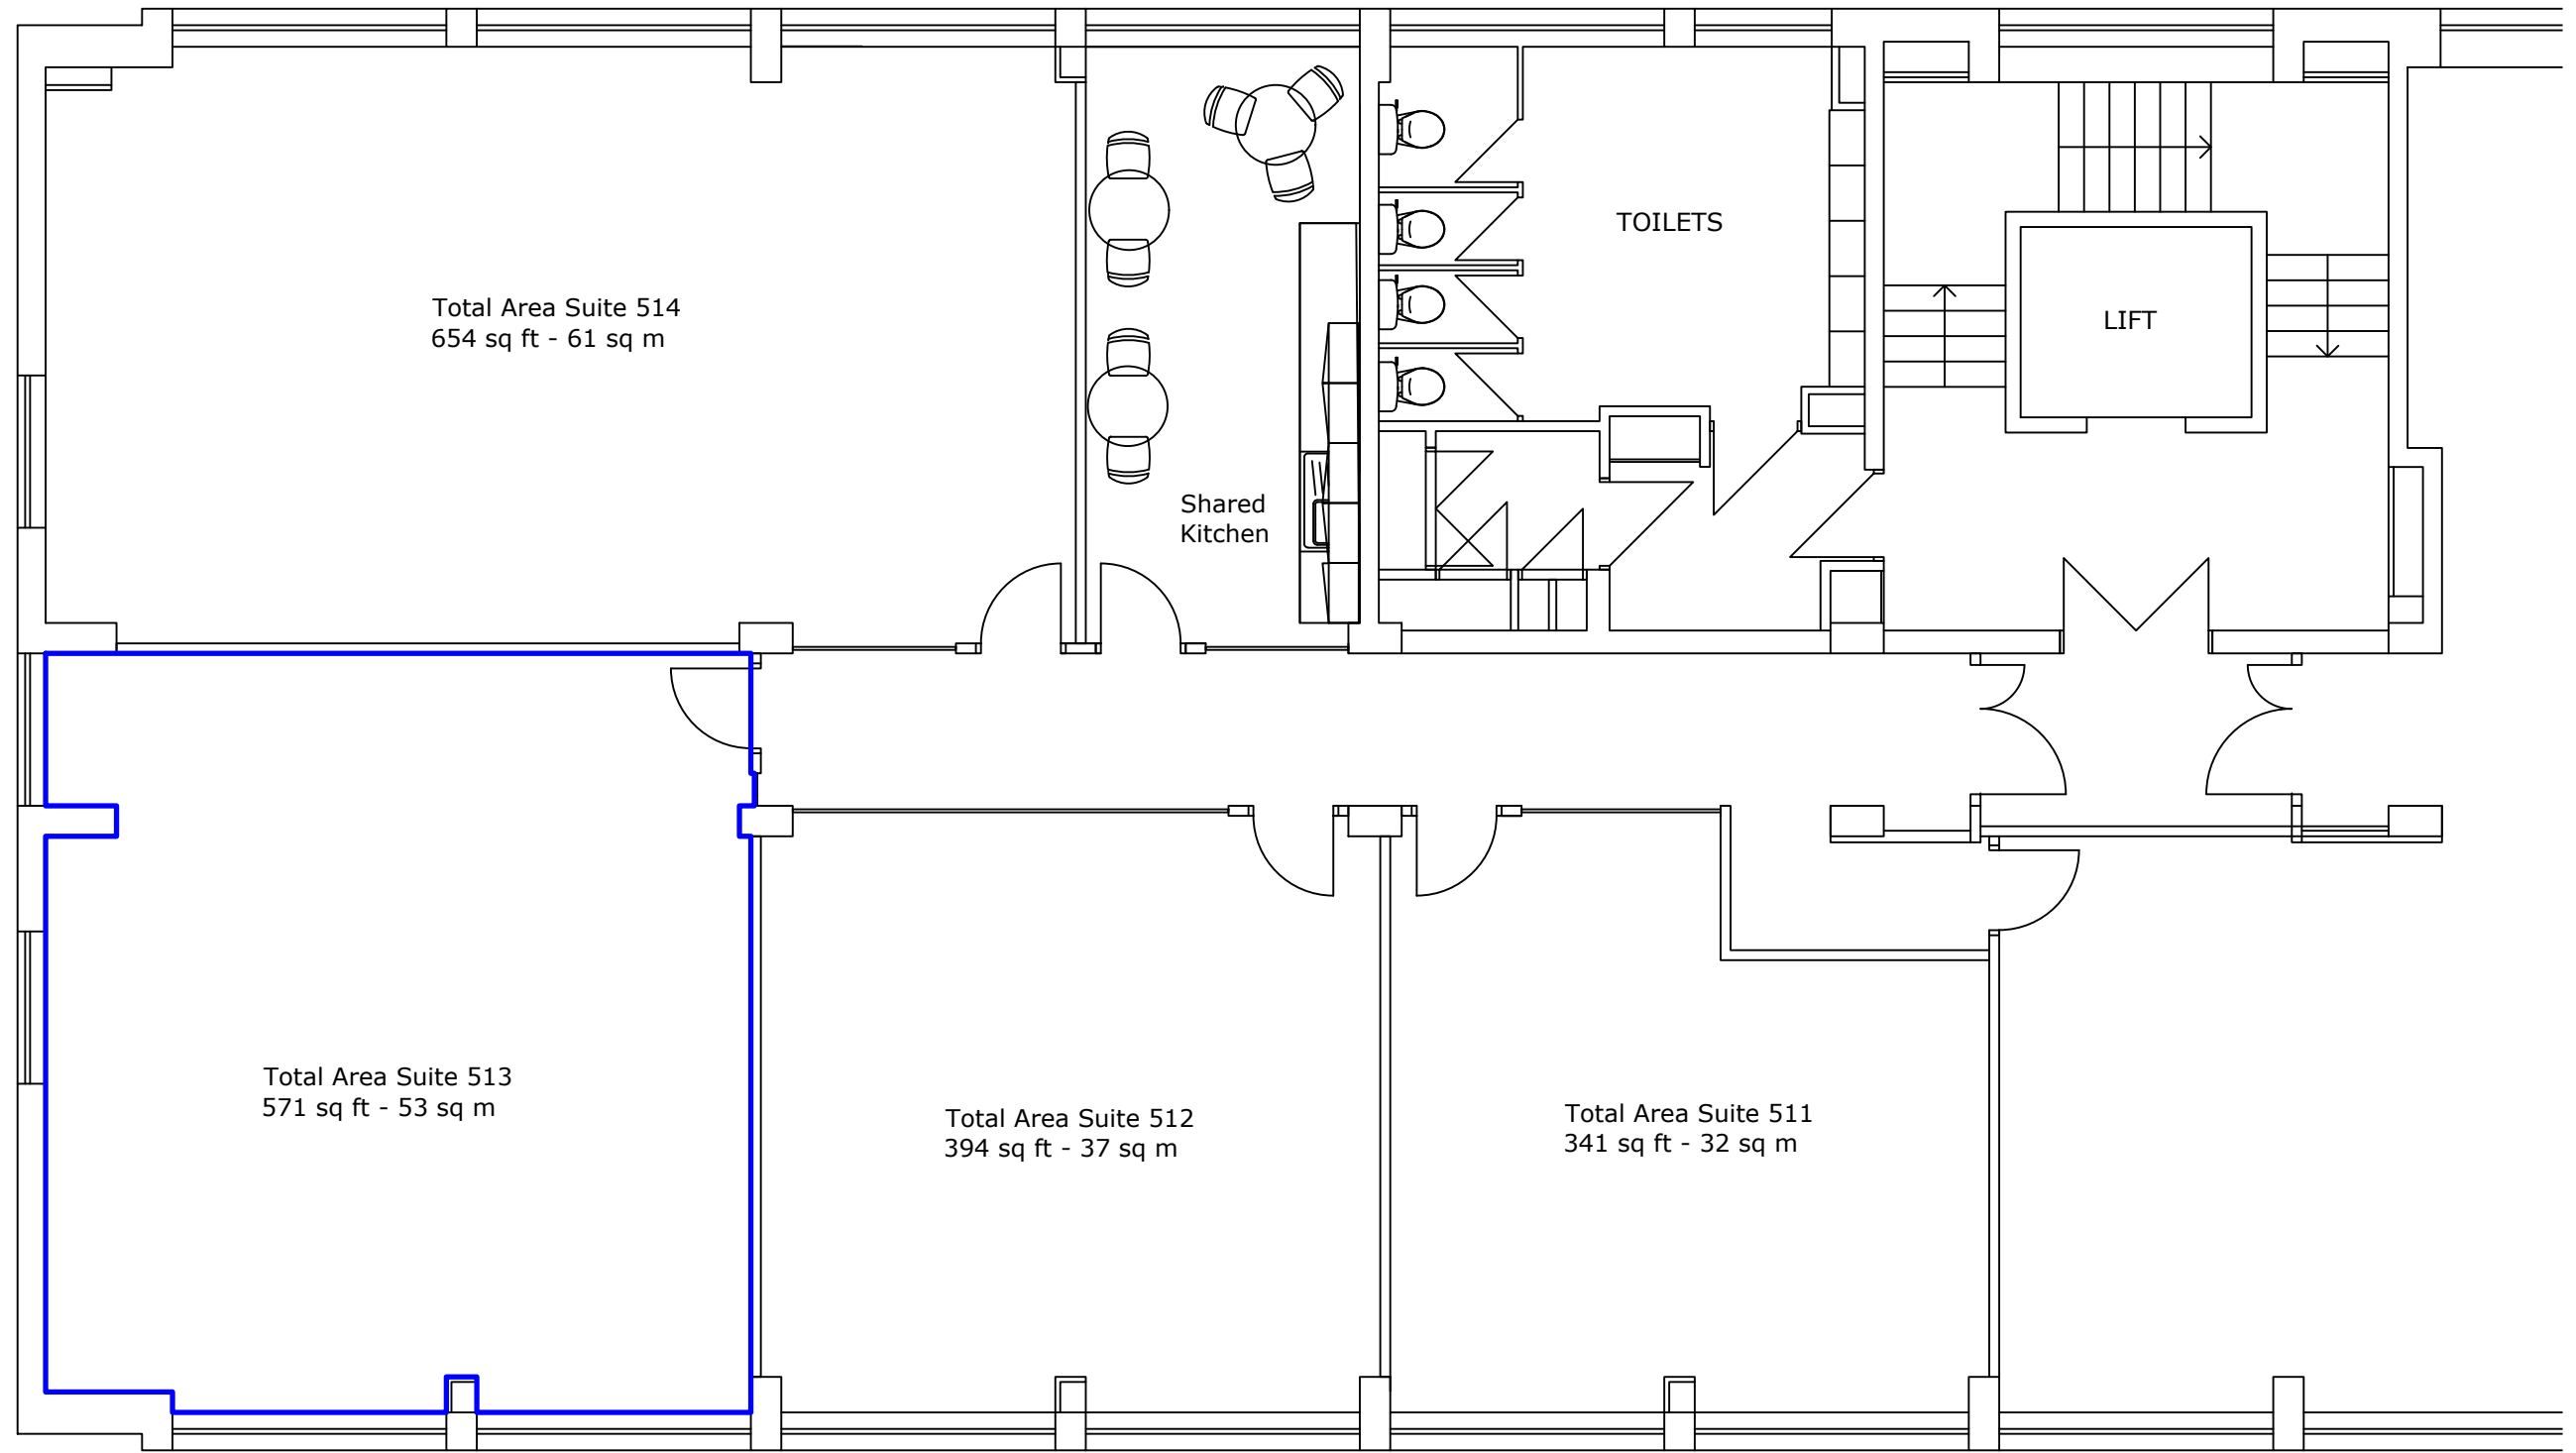 Total Area Suite 514
654 sq ft - 61 sq m
TOILETS
LIFT
Shared
Kitchen
Total Area Suite 513
571 sq ft - 53 sq m
Total Area Suite 512
394 sq ft - 37 sq m
Total Area Suite 511
341 sq ft - 32 sq m